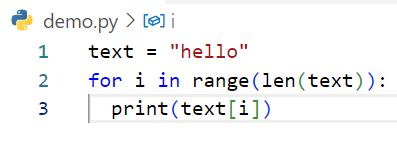 demo.py > i
1 text = "hello"
2 for i in range(len(text)):
3   print(text[i])